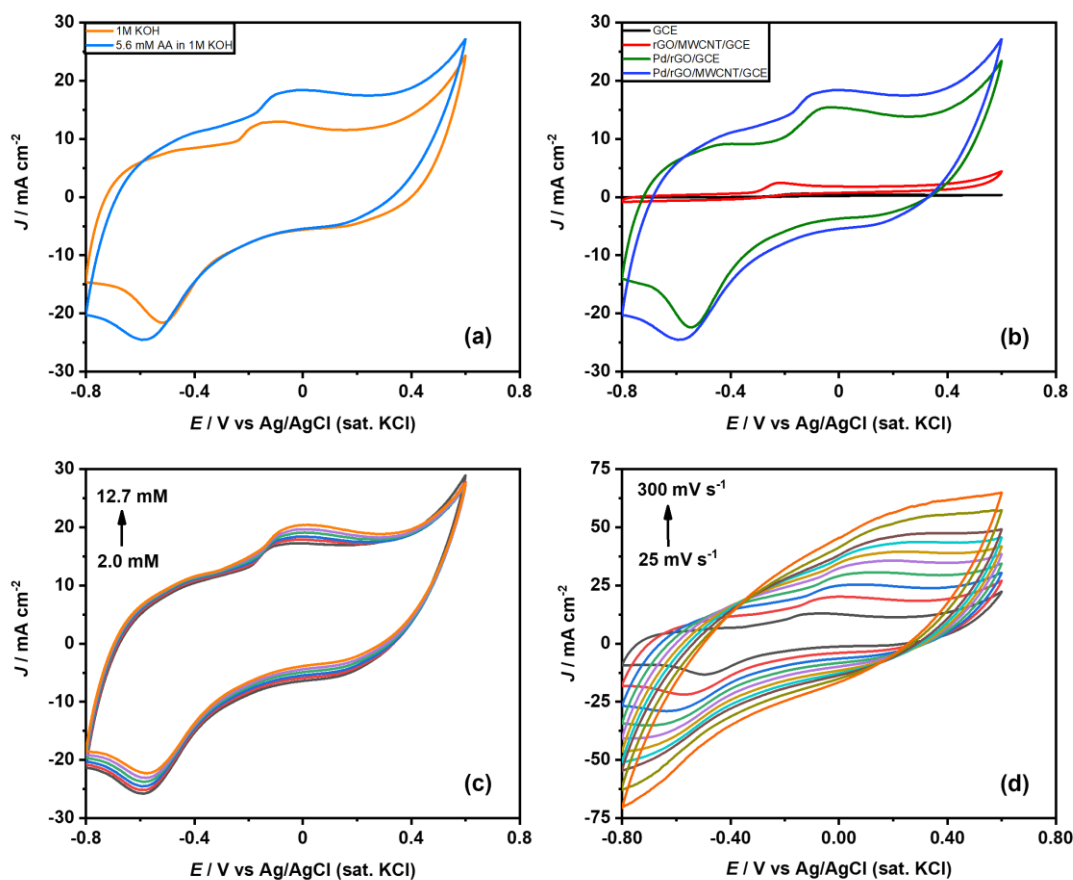 30
20
10
0
-10
-20
-30
J / mA cm-2
1M KOH
5.6 mM AA in 1M KOH
(a)
-0.8 -0.4 0 0.4 0.8
E / V vs Ag/AgCl (sat. KCl)
30
20
10
0
-10
-20
-30
J / mA cm-2
GCE
rGO/MWCNT/GCE
Pd/rGO/GCE
Pd/rGO/MWCNT/GCE
(b)
-0.8 -0.4 0 0.4 0.8
E / V vs Ag/AgCl (sat. KCl)
30
20
10
0
-10
-20
-30
J / mA cm-2
12.7 mM
2.0 mM
(c)
-0.8 -0.4 0 0.4 0.8
E / V vs Ag/AgCl (sat. KCl)
75
50
25
0
-25
-50
-75
J / mA cm-2
300 mV s-1
25 mV s-1
(d)
-0.80 -0.40 0.00 0.40 0.80
E / V vs Ag/AgCl (sat. KCl)